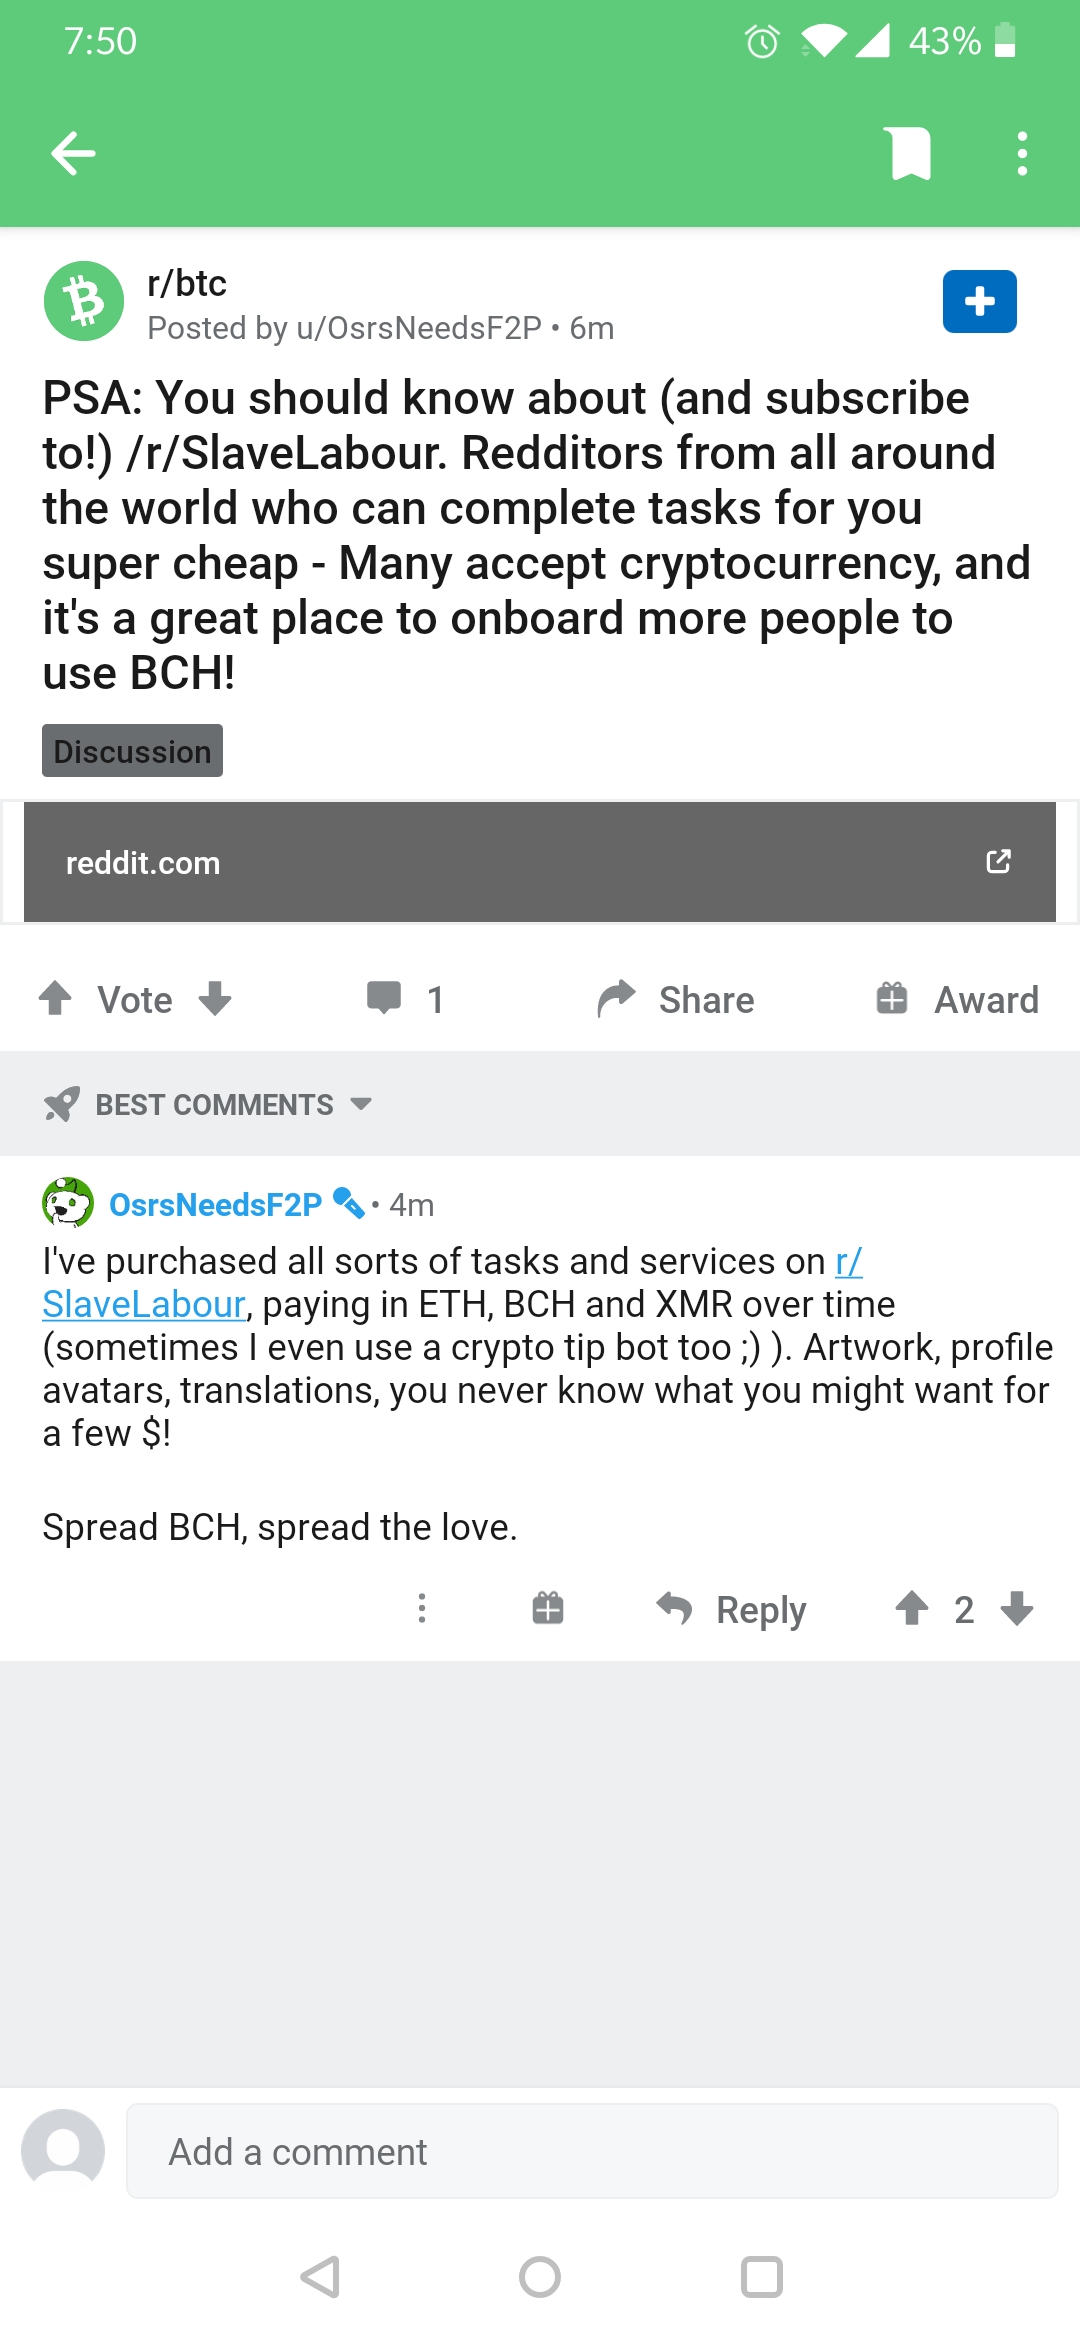 7:50
43%
r/btc
Posted by u/OsrsNeedsF2P • 6m
PSA: You should know about (and subscribe
to!) /r/SlaveLabour. Redditors from all around
the world who can complete tasks for you
super cheap - Many accept cryptocurrency, and
it's a great place to onboard more people to
use BCH!
Discussion
reddit.com
Vote 1 Share Award
BEST COMMENTS
OsrsNeedsF2P • 4m
I've purchased all sorts of tasks and services on r/
SlaveLabour, paying in ETH, BCH and XMR over time
(sometimes I even use a crypto tip bot too ;) ). Artwork, profile
avatars, translations, you never know what you might want for
a few $!
Spread BCH, spread the love.
Reply 2
Add a comment